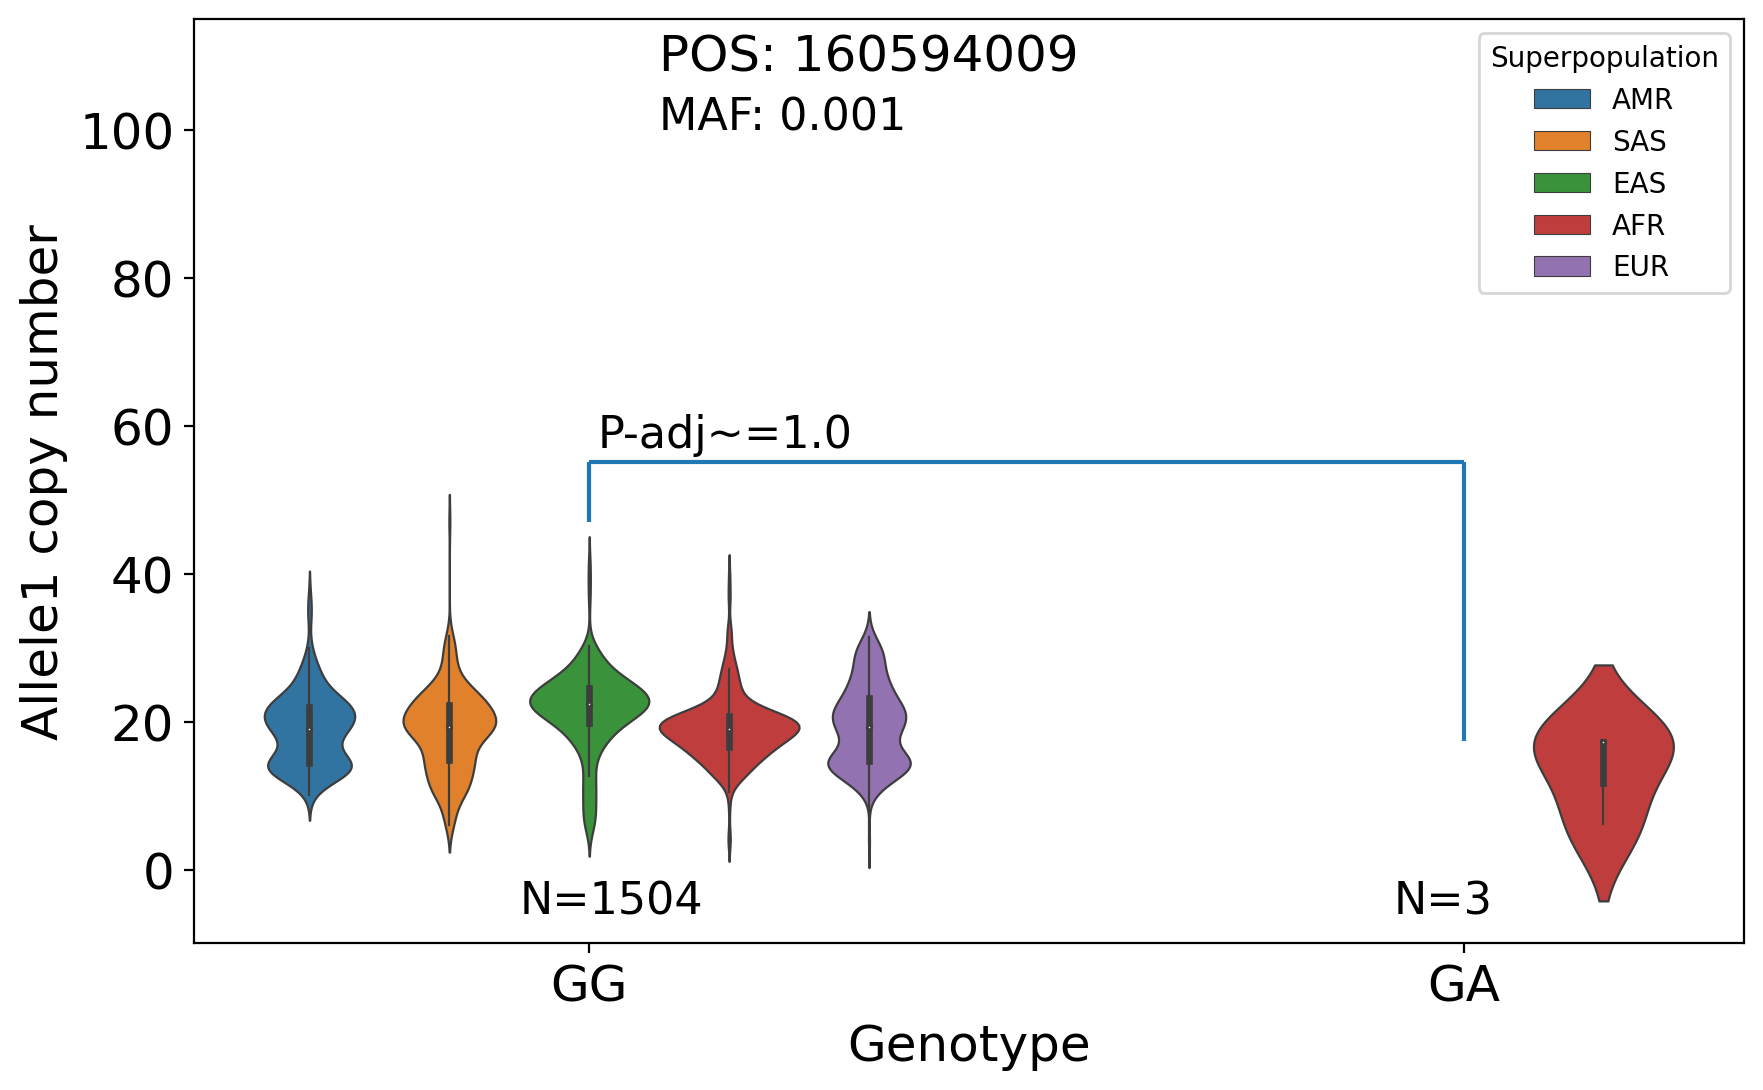 POS: 160594009
MAF: 0.001
Superpopulation
AMR
SAS
EAS
AFR
EUR
Allele1 copy number
100
80
60
40
20
0
P-adj~=1.0
N=1504
N=3
GG
GA
Genotype